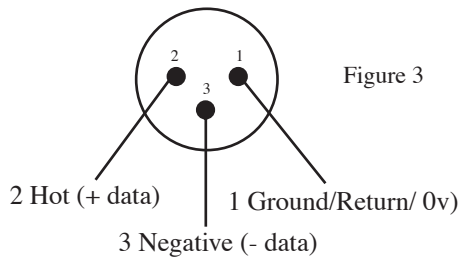 2
1
3
Figure 3
2 Hot (+ data)
1 Ground/Return/ 0v)
3 Negative (- data)